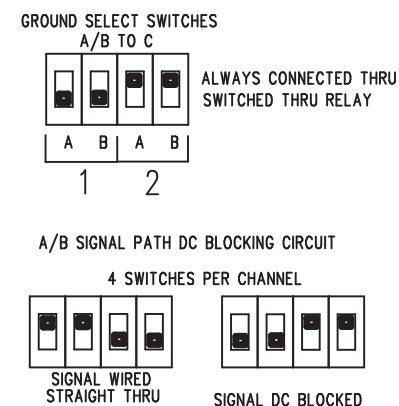 GROUND SELECT SWITCHES
A/B TO C
ALWAYS CONNECTED THRU
SWITCHED THRU RELAY
A B A B
1 2
A/B SIGNAL PATH DC BLOCKING CIRCUIT
4 SWITCHES PER CHANNEL
SIGNAL WIRED
STRAIGHT THRU
SIGNAL DC BLOCKED